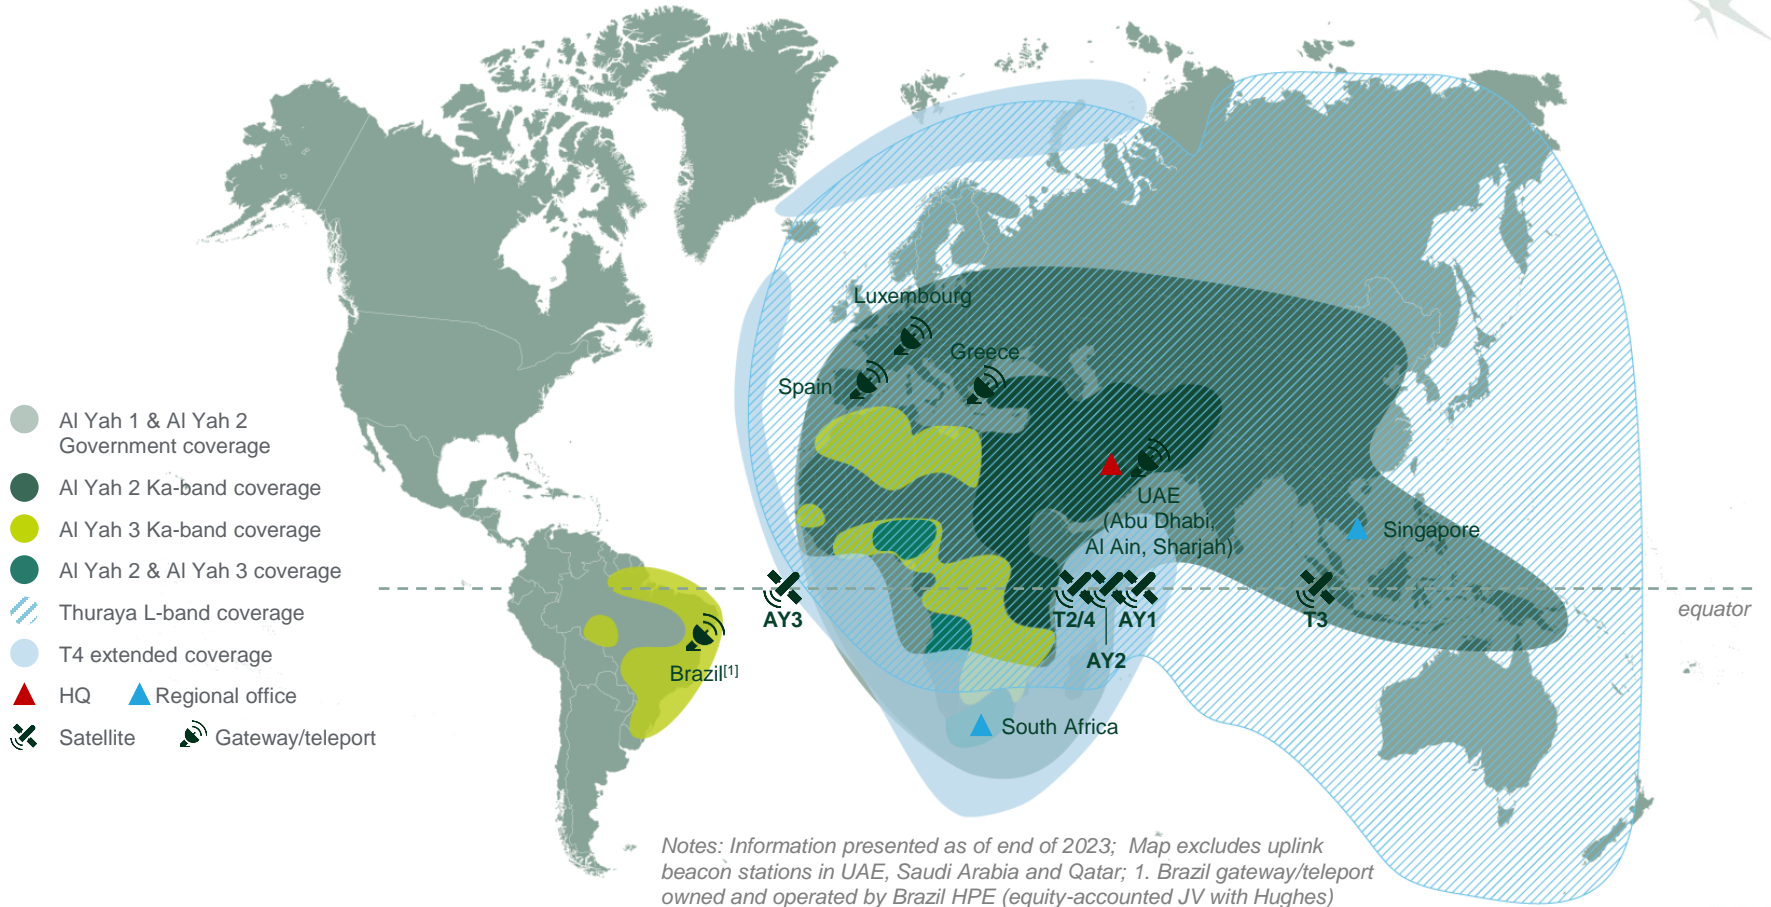 Luxembourg
Greece
Spain
Al Yah 1 & Al Yah 2
Government coverage
Al Yah 2 Ka-band coverage
Al Yah 3 Ka-band coverage
Al Yah 2 & Al Yah 3 coverage
Thuraya L-band coverage
T4 extended coverage
HQ Regional office
Satellite Gateway/teleport
UAE
(Abu Dhabi,
Al Ain, Sharjah)
Singapore
equator
AY3
T2/4 AY1
T3
AY2
Brazil[1]
South Africa
Notes: Information presented as of end of 2023; Map excludes uplink
beacon stations in UAE, Saudi Arabia and Qatar; 1. Brazil gateway/teleport
owned and operated by Brazil HPE (equity-accounted JV with Hughes)